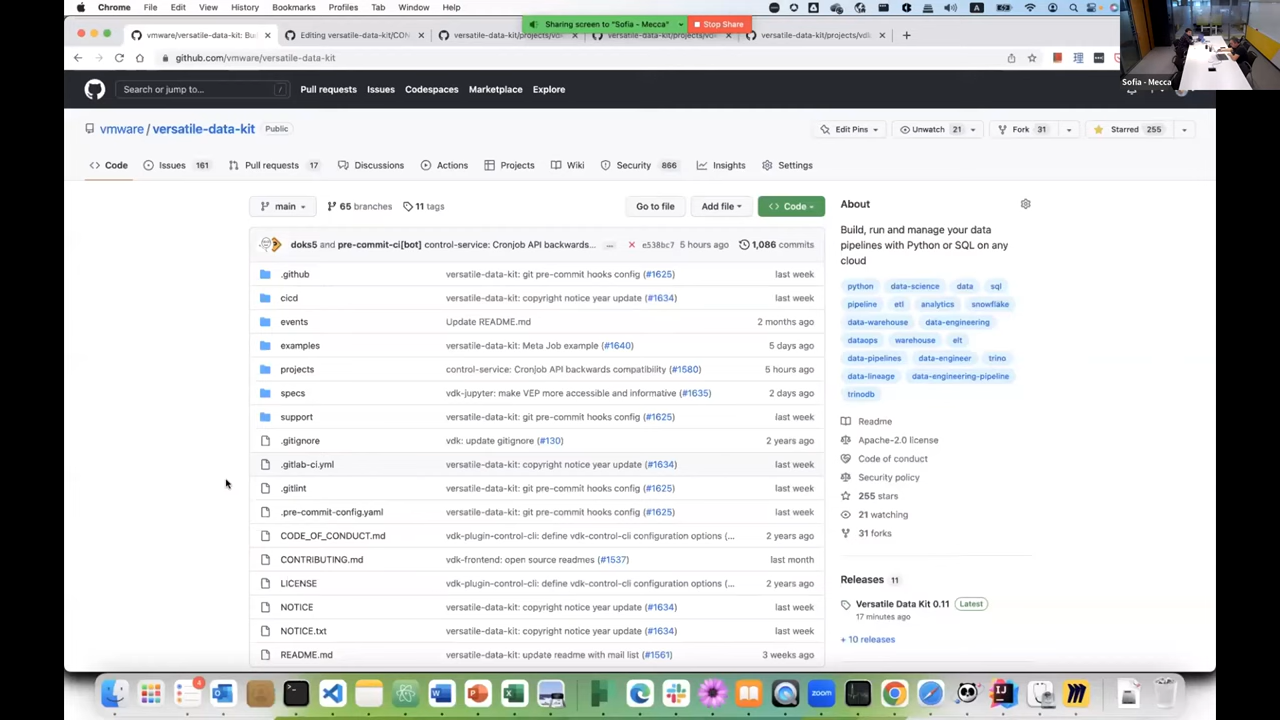 Chrome File Edit View History Bookmarks Profiles Tab Window Help
Sharing screen to "Sofia - Mecca" Stop Share
vmware/versatile-data-kit: Bu Editing versatile-data-kit/CON versatile-data-kit/projects/vd versatile-data-kit/projects/vd versatile-data-kit/projects/vdk
github.com/vmware/versatile-data-kit
Sofia - Mecca
Search or jump to... / Pull requests Issues Codespaces Marketplace Explore
vmware / versatile-data-kit Public Edit Pins Unwatch 21 Fork 31 Starred 255
Code Issues 161 Pull requests 17 Discussions Actions Projects Wiki Security 866 Insights Settings
main 65 branches 11 tags Go to file Add file Code
doks5 and pre-commit-ci[bot] control-service: Cronjob API backwards... ... e538bc7 5 hours ago 1,086 commits
.github versatile-data-kit: git pre-commit hooks config (#1625) last week
cicd versatile-data-kit: copyright notice year update (#1634) last week
events Update README.md 2 months ago
examples versatile-data-kit: Meta Job example (#1640) 5 days ago
projects control-service: Cronjob API backwards compatibility (#1580) 5 hours ago
specs vdk-jupyter: make VEP more accessible and informative (#1635) 2 days ago
support versatile-data-kit: git pre-commit hooks config (#1625) last week
.gitignore vdk: update gitignore (#130) 2 years ago
.gitlab-ci.yml versatile-data-kit: copyright notice year update (#1634) last week
.gitlint versatile-data-kit: git pre-commit hooks config (#1625) last week
.pre-commit-config.yaml versatile-data-kit: git pre-commit hooks config (#1625) last week
CODE_OF_CONDUCT.md vdk-plugin-control-cli: define vdk-control-cli configuration options (... 2 years ago
CONTRIBUTING.md vdk-frontend: open source readmes (#1537) last month
LICENSE vdk-plugin-control-cli: define vdk-control-cli configuration options (... 2 years ago
NOTICE versatile-data-kit: copyright notice year update (#1634) last week
NOTICE.txt versatile-data-kit: copyright notice year update (#1634) last week
README.md versatile-data-kit: update readme with mail list (#1561) 3 weeks ago
About
Build, run and manage your data
pipelines with Python or SQL on any
cloud
python data-science data sql
pipeline etl analytics snowflake
data-warehouse data-engineering
dataops warehouse elt
data-pipelines data-engineer trino
data-lineage data-engineering-pipeline
trinodb
Readme
Apache-2.0 license
Code of conduct
Security policy
255 stars
21 watching
31 forks
Releases 11
Versatile Data Kit 0.11 Latest
17 minutes ago
+ 10 releases
4
zoom